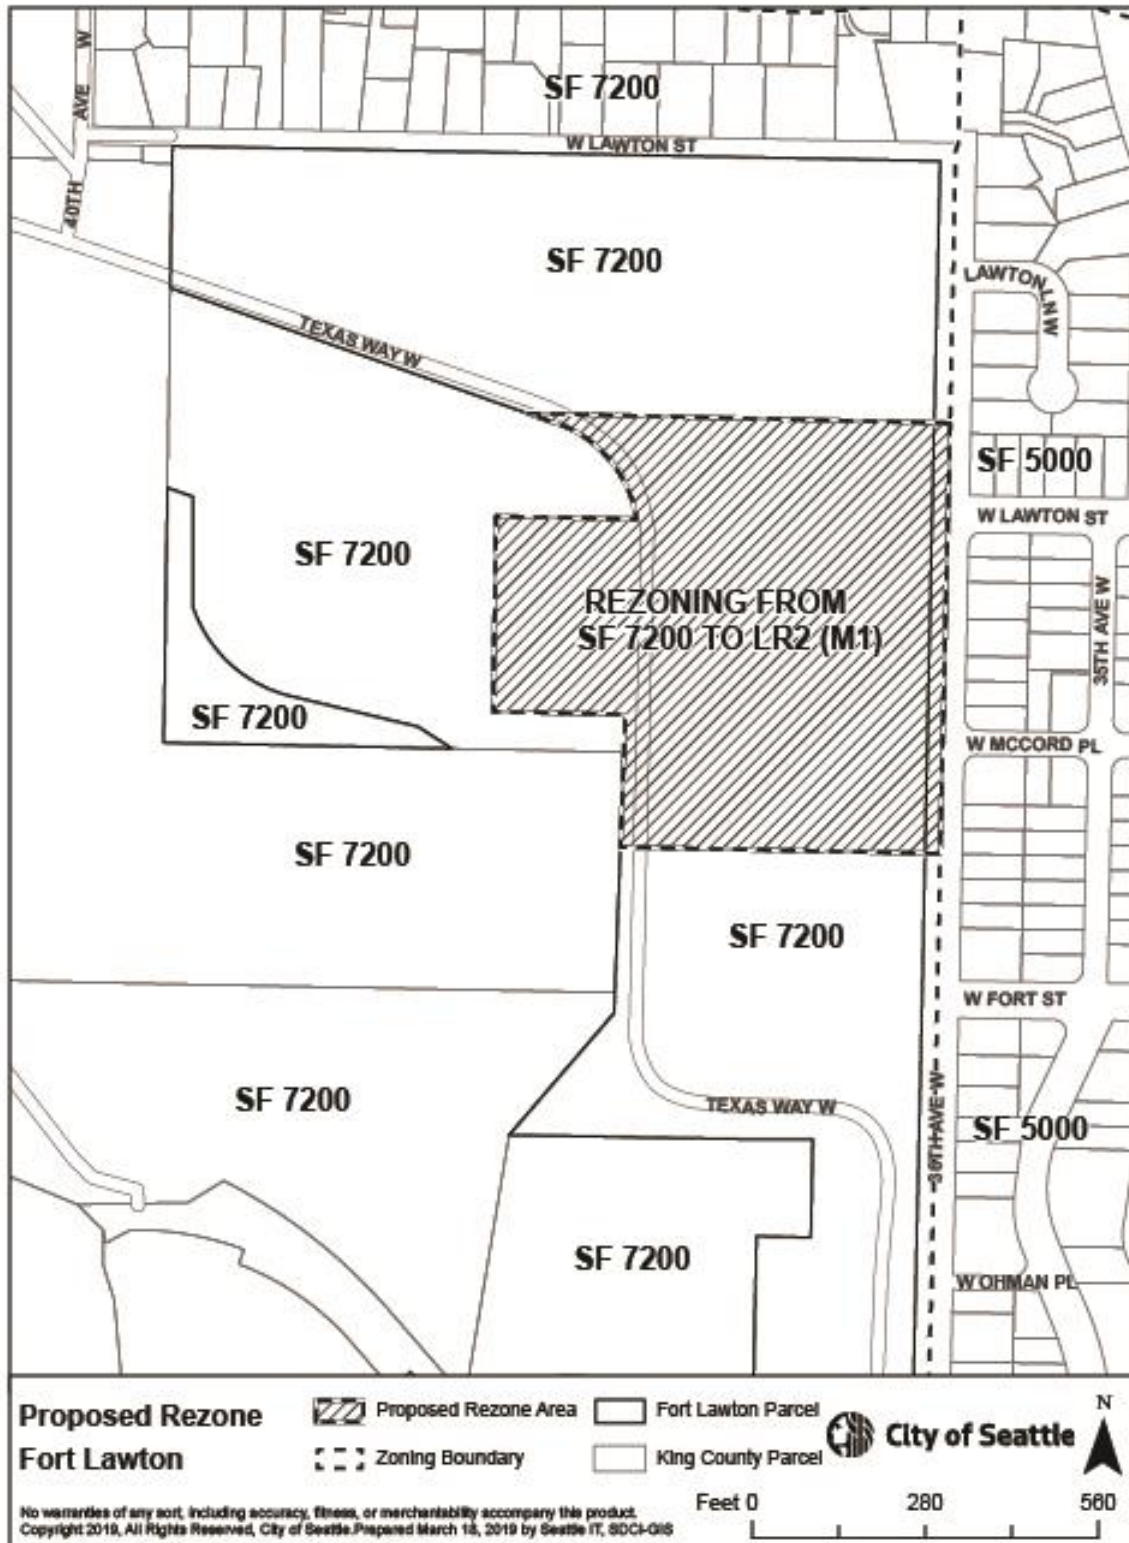 40TH AVE W
SF 7200
W LAWTON ST
SF 7200
LAWTON LN W
TEXAS WAY W
SF 5000
W LAWTON ST
SF 7200
REZONING FROM
SF 7200 TO LR2 (M1)
35TH AVE W
SF 7200
W MCCORD PL
SF 7200
SF 7200
W FORT ST
SF 7200
TEXAS WAY W
36TH AVE W
SF 5000
SF 7200
W OHMAN PL
Proposed Rezone
Fort Lawton
Proposed Rezone Area
Fort Lawton Parcel
Zoning Boundary
King County Parcel
City of Seattle
N
No warranties of any sort, including accuracy, fitness, or merchantability accompany this product.
Copyright 2019, All Rights Reserved, City of Seattle.Prepared March 18, 2019 by Seattle IT, SDCI-GIS
Feet 0 280 560